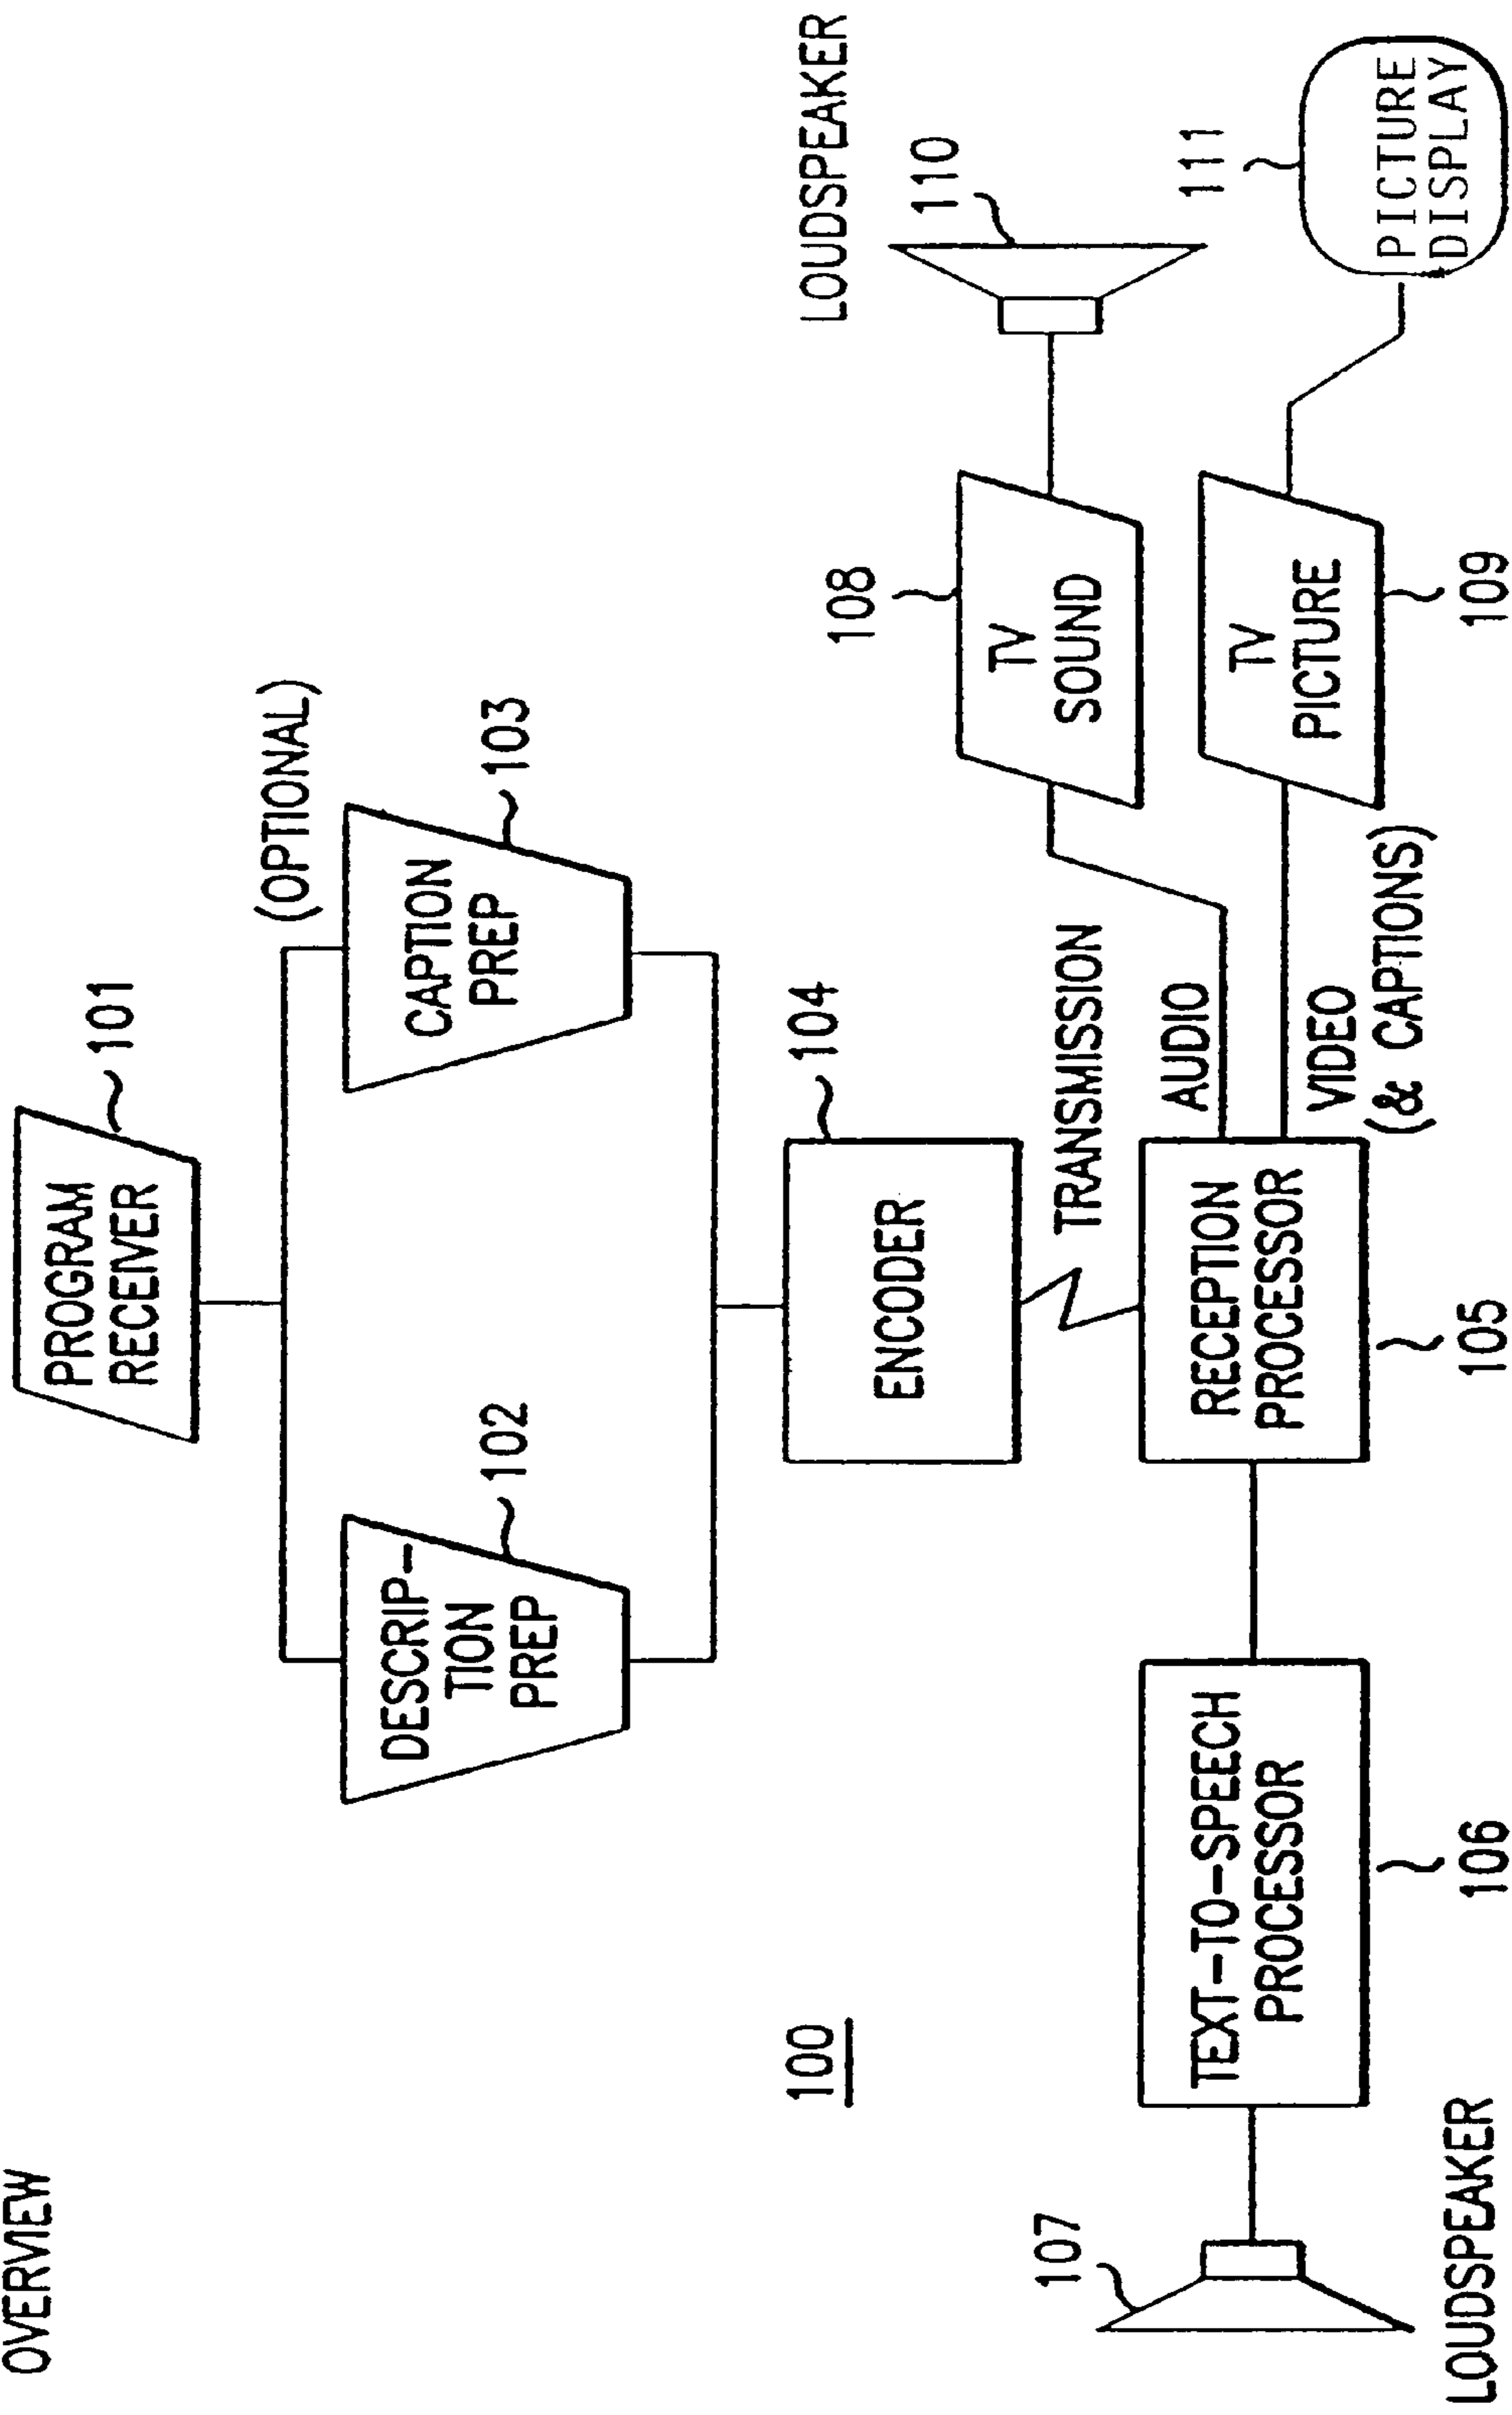 OVERVIEW
PROGRAM
RECEIVER
101
(OPTIONAL)
DESCRIP-
TION
PREP
102
CAPTION
PREP
103
100
ENCODER
104
TRANSMISSION
LOUDSPEAKER
107
TEXT-TO-SPEECH
PROCESSOR
106
RECEPTION
PROCESSOR
105
AUDIO
VIDEO
(& CAPTIONS)
108
TV
SOUND
TV
PICTURE
109
LOUDSPEAKER
110
111
PICTURE
DISPLAY